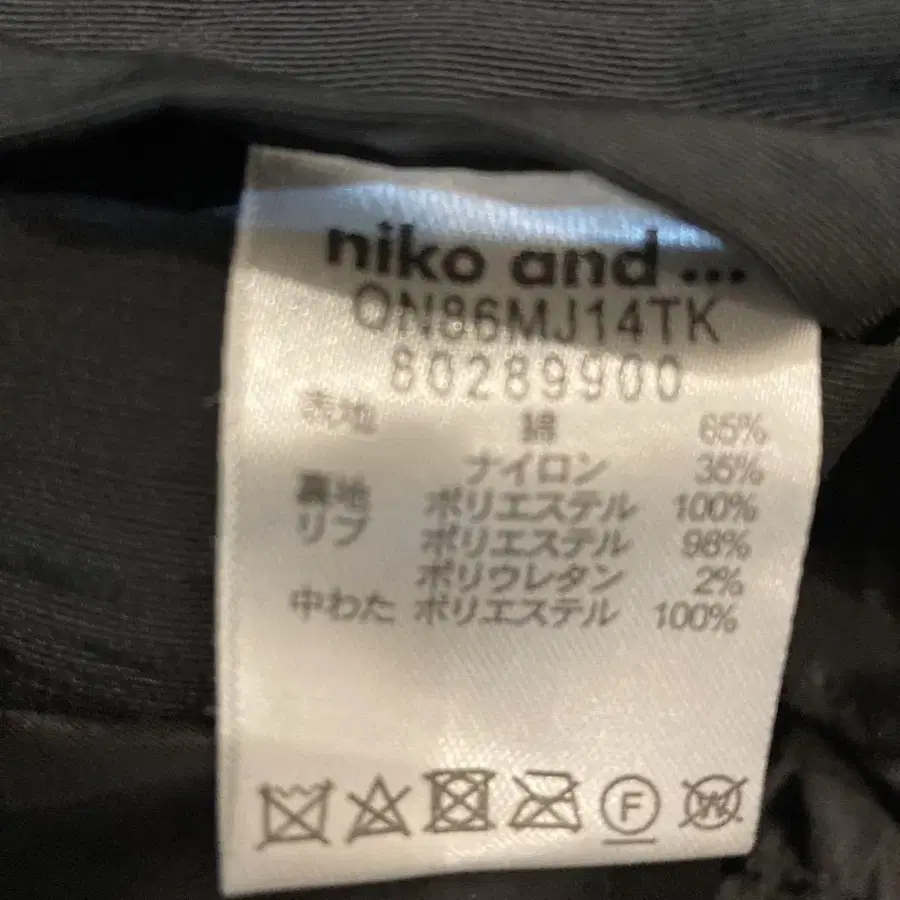 niko and ...
ON86MJ14TK
80289900
表地 綿 65%
ナイロン 35%
裏地 ポリエステル 100%
リブ ポリエステル 98%
ポリウレタン 2%
中わた ポリエステル 100%
F W